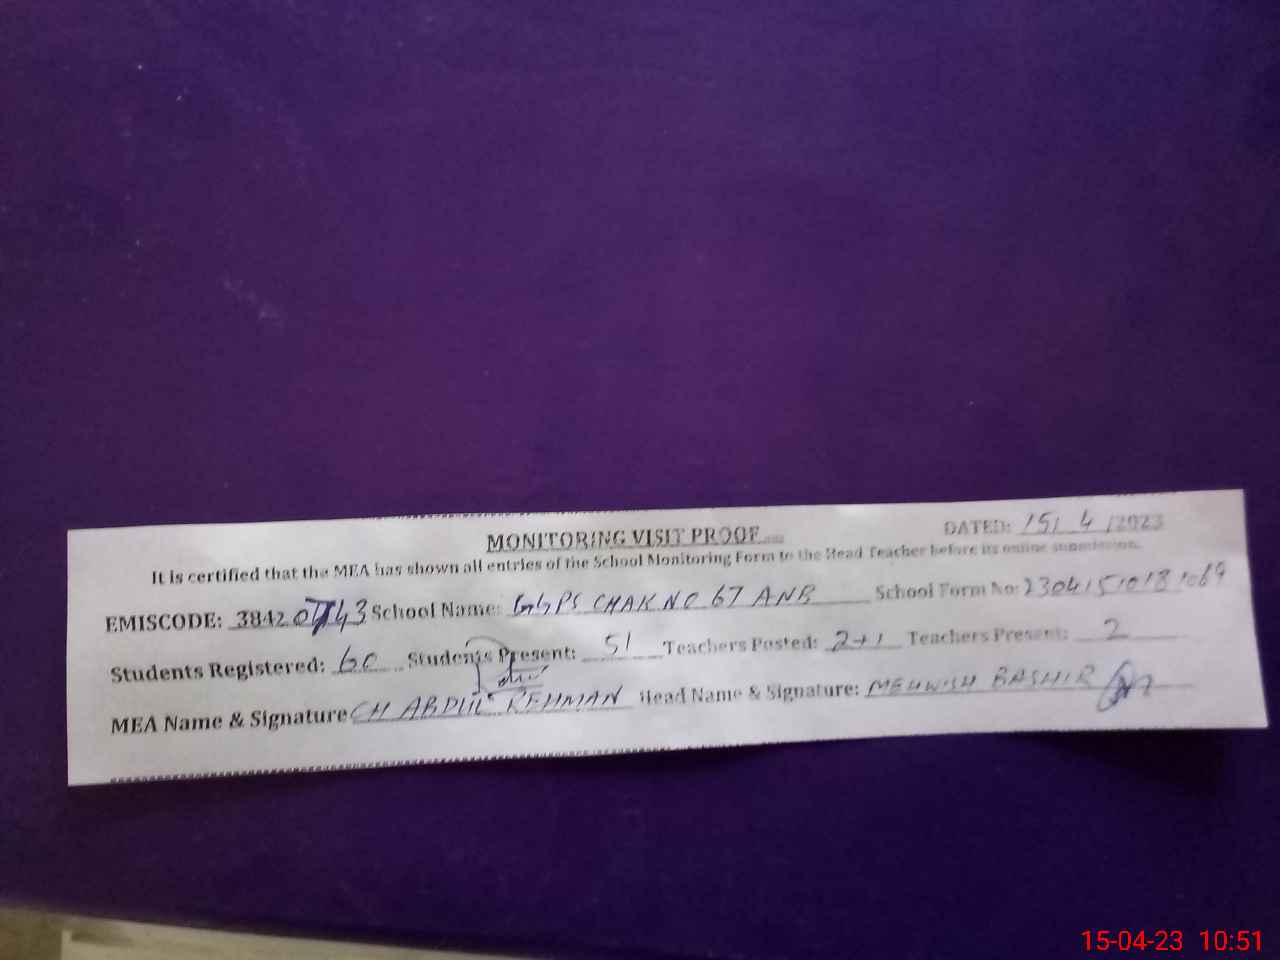 MONITORING VISIT PROOF
DATED: 15/ 4 /2023
It is certified that the MEA has shown all entries of the School Monitoring Form to the Head Teacher before its online submission.
EMISCODE: 3842 School Name: GGPS CHAK NO 67 ANB School Form No:
Students Registered: 60 Students Present: 51 Teachers Posted: 2+1 Teachers Present: 2
MEA Name & Signature CH ABDUL REHMAN Head Name & Signature: MEHWISH BASHIR
15-04-23 10:51